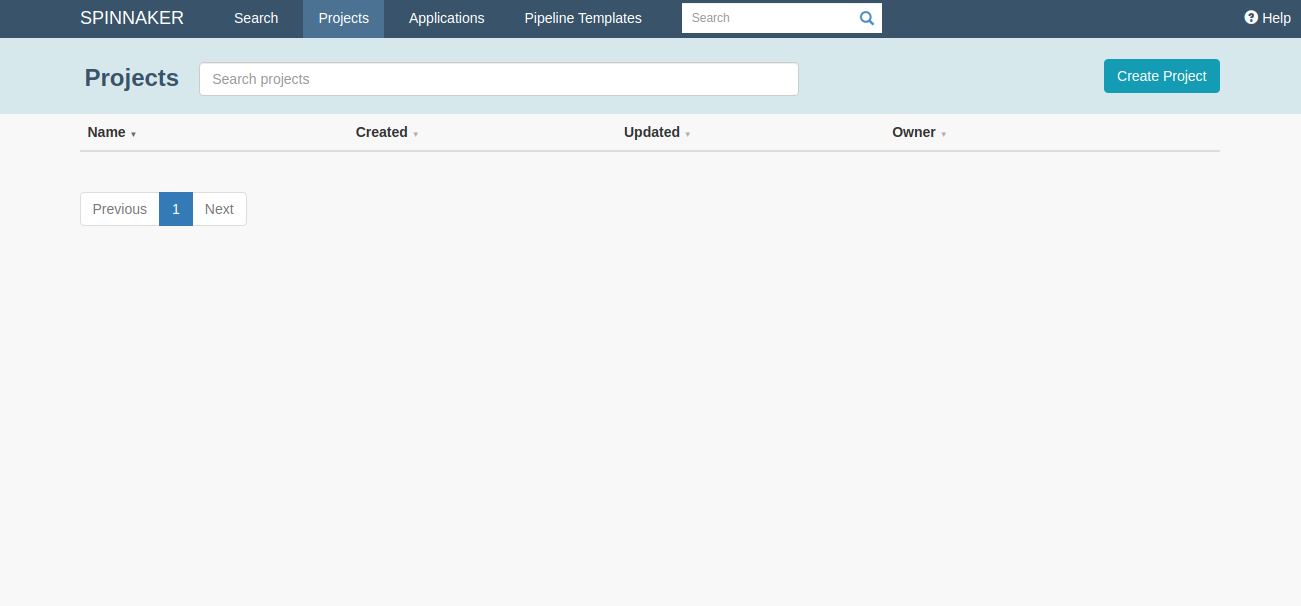 SPINNAKER Search Projects Applications Pipeline Templates Search Help
Projects Search projects Create Project
Name Created Updated Owner
Previous 1 Next